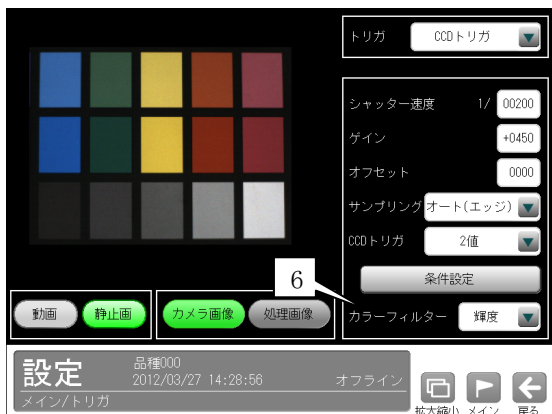 トリガ CCDトリガ
シャッター速度 1/ 00200
ゲイン +0450
オフセット 0000
サンプリング オート(エッジ)
CCDトリガ 2値
条件設定
カラーフィルター 輝度
6
動画 静止画 カメラ画像 処理画像
設定 品種000
2012/03/27 14:28:56 オフライン
メイン/トリガ
拡大縮小 メイン 戻る